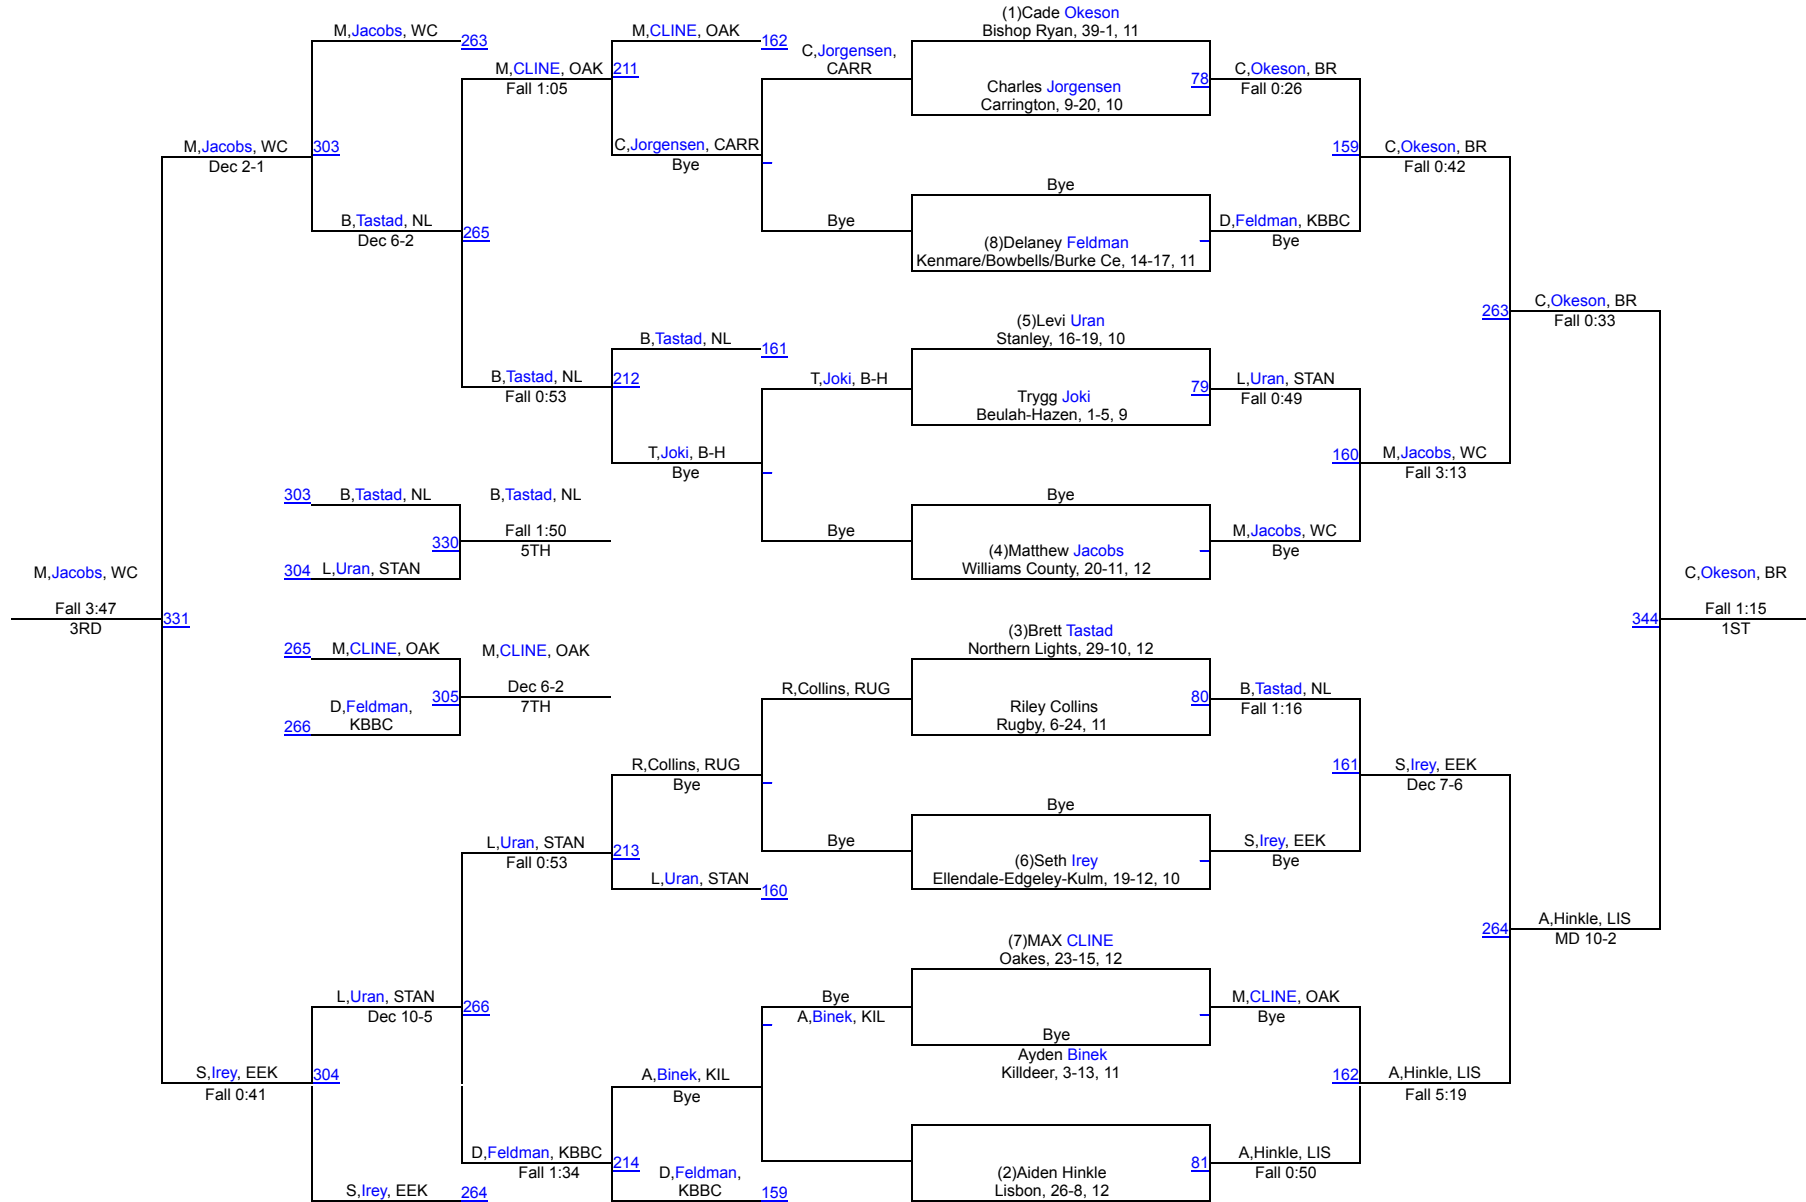 (1)Cade Okeson
M,Jacobs, WC
263
M,CLINE, OAK
162
Bishop Ryan, 39-1, 11
C,Jorgensen,
CARR
M,CLINE, OAK
211
Fall 1:05
Charles Jorgensen
Carrington, 9-20, 10
78
C,Okeson, BR
Fall 0:26
M,Jacobs, WC
303
Dec 2-1
C,Jorgensen, CARR
Bye
159
C,Okeson, BR
Fall 0:42
Bye
B,Tastad, NL
Dec 6-2
265
Bye
(8)Delaney Feldman
Kenmare/Bowbells/Burke Ce, 14-17, 11
D,Feldman, KBBC
Bye
263
C,Okeson, BR
Fall 0:33
(5)Levi Uran
Stanley, 16-19, 10
B,Tastad, NL
161
B,Tastad, NL
212
Fall 0:53
T,Joki, B-H
Trygg Joki
Beulah-Hazen, 1-5, 9
79
L,Uran, STAN
Fall 0:49
T,Joki, B-H
Bye
160
M,Jacobs, WC
Fall 3:13
303
B,Tastad, NL
B,Tastad, NL
Bye
330
Fall 1:50
5TH
Bye
(4)Matthew Jacobs
Williams County, 20-11, 12
M,Jacobs, WC
Bye
304
L,Uran, STAN
M,Jacobs, WC
Fall 3:47
3RD
331
C,Okeson, BR
344
Fall 1:15
1ST
265
M,CLINE, OAK
M,CLINE, OAK
(3)Brett Tastad
Northern Lights, 29-10, 12
305
Dec 6-2
7TH
D,Feldman,
KBBC
266
R,Collins, RUG
Riley Collins
Rugby, 6-24, 11
80
B,Tastad, NL
Fall 1:16
R,Collins, RUG
Bye
161
S,Irey, EEK
Dec 7-6
Bye
L,Uran, STAN
213
Fall 0:53
Bye
(6)Seth Irey
Ellendale-Edgeley-Kulm, 19-12, 10
S,Irey, EEK
Bye
L,Uran, STAN
160
264
A,Hinkle, LIS
MD 10-2
(7)MAX CLINE
Oakes, 23-15, 12
L,Uran, STAN
Dec 10-5
266
Bye
A,Binek, KIL
Bye
Ayden Binek
Killdeer, 3-13, 11
M,CLINE, OAK
Bye
S,Irey, EEK
304
Fall 0:41
A,Binek, KIL
Bye
162
A,Hinkle, LIS
Fall 5:19
D,Feldman, KBBC
214
Fall 1:34
D,Feldman,
KBBC
159
(2)Aiden Hinkle
Lisbon, 26-8, 12
81
A,Hinkle, LIS
Fall 0:50
S,Irey, EEK
264